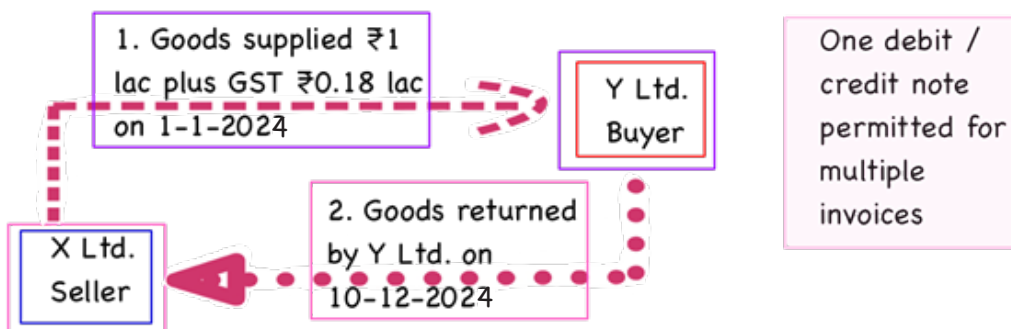 1. Goods supplied ₹1
lac plus GST ₹0.18 lac
on 1-1-2024
Y Ltd.
Buyer
One debit /
credit note
permitted for
multiple
invoices
2. Goods returned
by Y Ltd. on
10-12-2024
X Ltd.
Seller